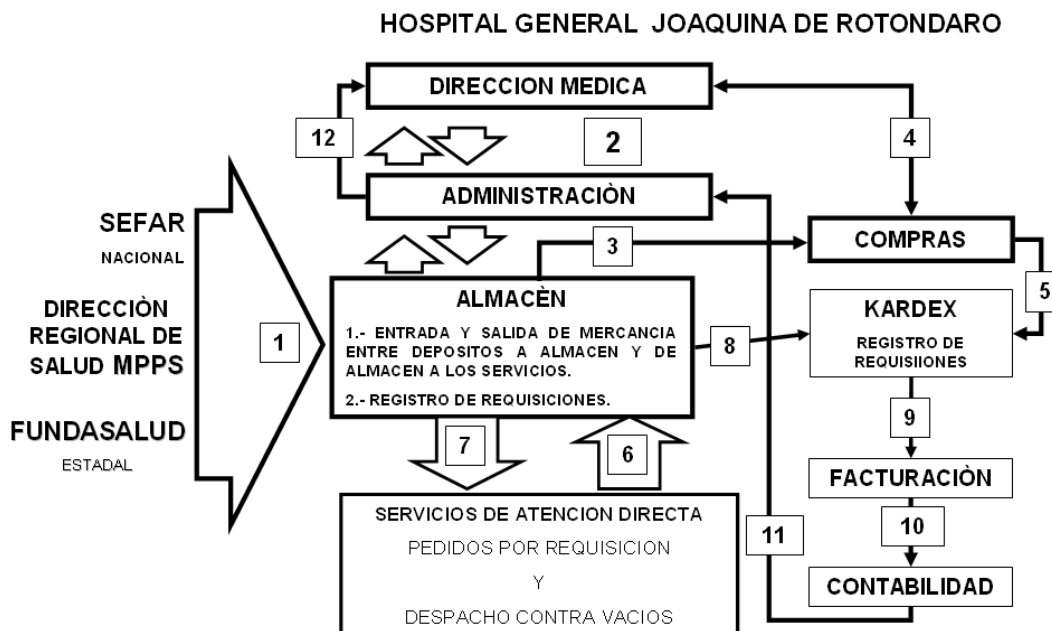 HOSPITAL GENERAL JOAQUINA DE ROTONDARO
DIRECCION MEDICA
12
2
4
ADMINISTRACIÒN
SEFAR
NACIONAL
3
COMPRAS
DIRECCIÒN
REGIONAL DE
SALUD MPPS
1
ALMACÈN
1.- ENTRADA Y SALIDA DE MERCANCIA
ENTRE DEPOSITOS A ALMACEN Y DE
ALMACEN A LOS SERVICIOS.
2.- REGISTRO DE REQUISICIONES.
8
5
KARDEX
REGISTRO DE
REQUISIIONES
FUNDASALUD
ESTADAL
7
6
9
FACTURACIÒN
SERVICIOS DE ATENCION DIRECTA
PEDIDOS POR REQUISICION
Y
DESPACHO CONTRA VACIOS
11
10
CONTABILIDAD